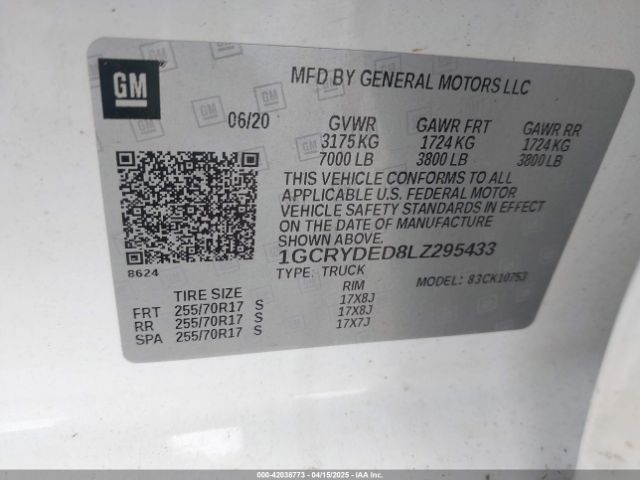 GM
MFD BY GENERAL MOTORS LLC
06/20 GVWR GAWR FRT GAWR RR
3175 KG 1724 KG 1724 KG
7000 LB 3800 LB 3800 LB
THIS VEHICLE CONFORMS TO ALL
APPLICABLE U.S. FEDERAL MOTOR
VEHICLE SAFETY STANDARDS IN EFFECT
ON THE DATE OF MANUFACTURE
SHOWN ABOVE.
1GCRYDED8LZ295433
8624
TYPE: TRUCK MODEL: 83CK10753
TIRE SIZE RIM
FRT 255/70R17 S 17X8J
RR 255/70R17 S 17X8J
SPA 255/70R17 S 17X7J
000-42038773 - 04/15/2025 - IAAI.com